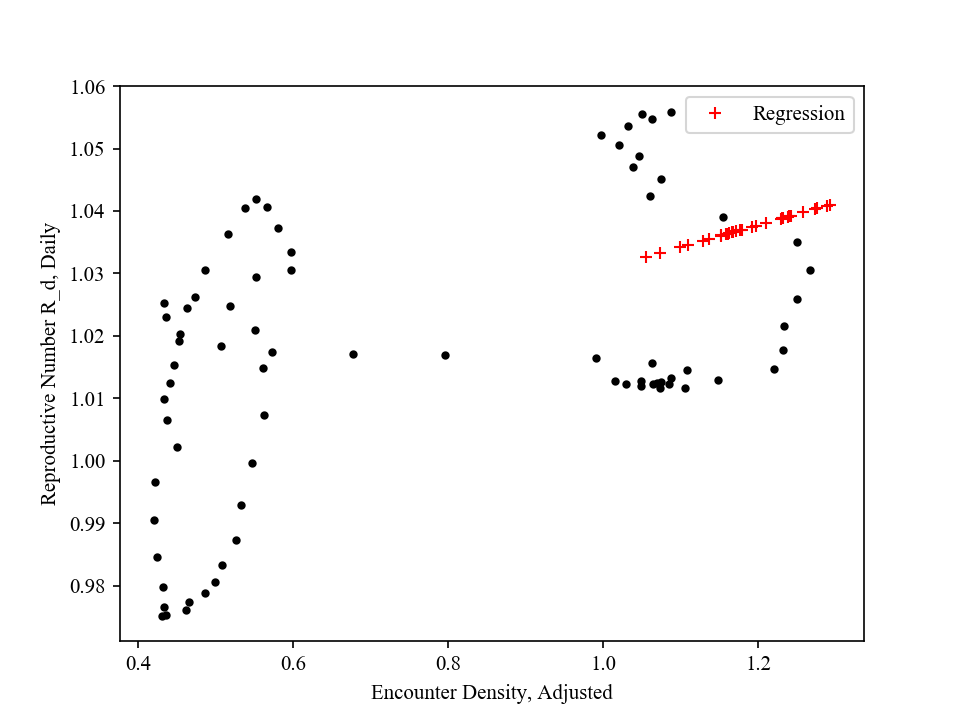 1.06
Regression
1.05
1.04
1.03
1.02
1.01
1.00
0.99
0.98
Reproductive Number R_d, Daily
0.4 0.6 0.8 1.0 1.2
Encounter Density, Adjusted